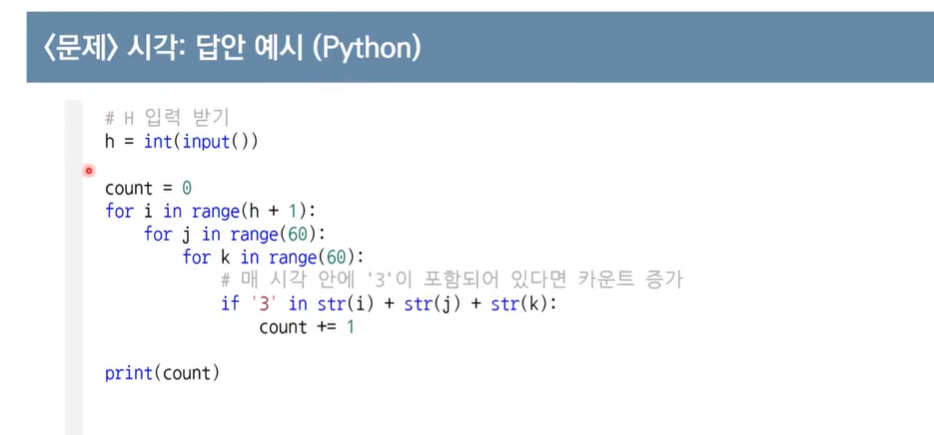 〈문제〉 시각: 답안 예시 (Python)
# H 입력 받기
h = int(input())
count = 0
for i in range(h + 1):
    for j in range(60):
        for k in range(60):
            # 매 시각 안에 '3'이 포함되어 있다면 카운트 증가
            if '3' in str(i) + str(j) + str(k):
                count += 1
print(count)